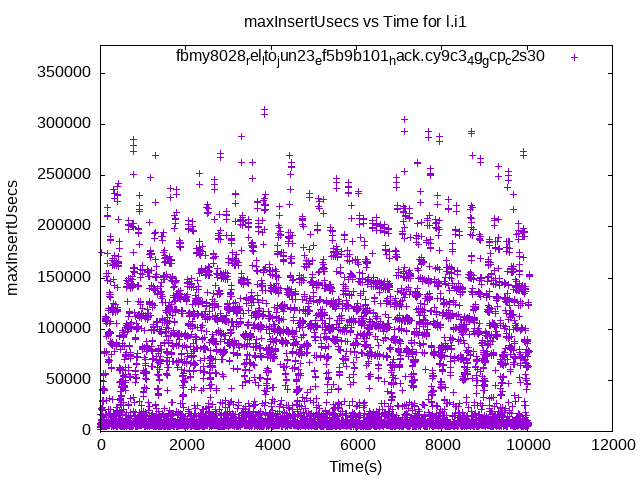 maxInsertUsecs vs Time for l.i1
fbmy8028relltojun23ef5b9b101hack.cy9c34ggcpc2s30
350000
300000
250000
200000
150000
100000
50000
0
maxInsertUsecs
0 2000 4000 6000 8000 10000 12000
Time(s)